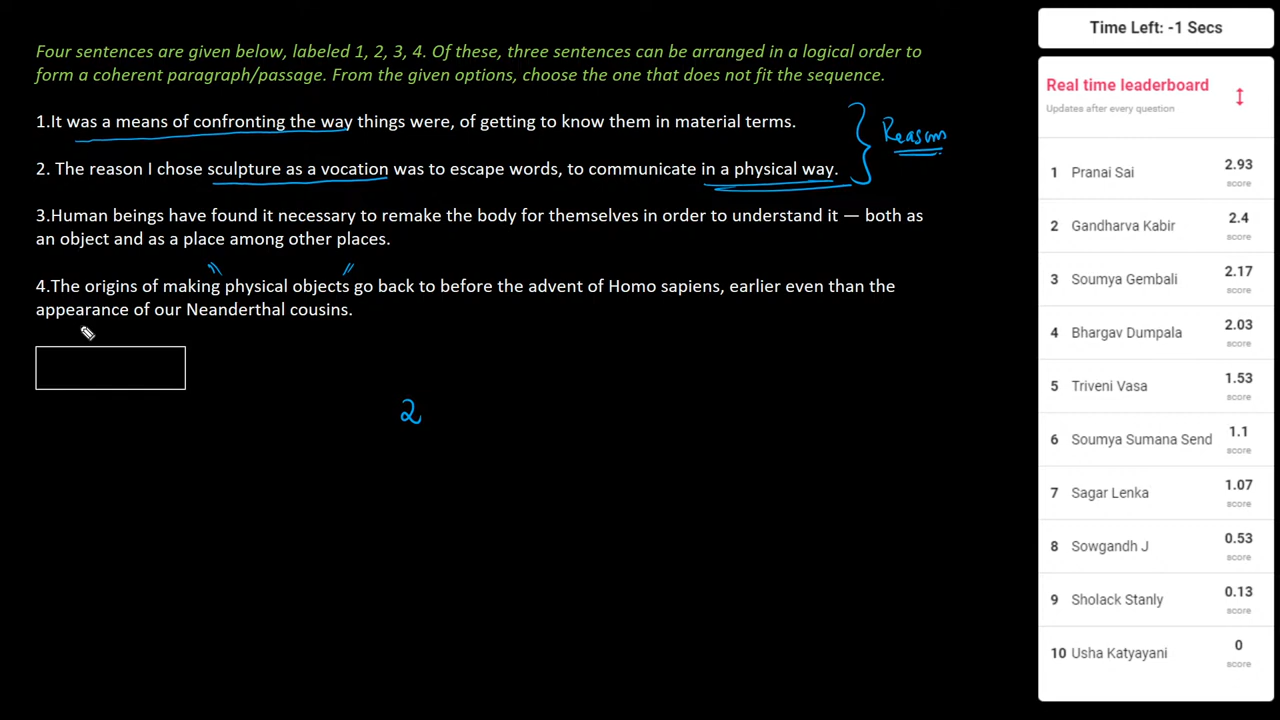 Four sentences are given below, labeled 1, 2, 3, 4. Of these, three sentences can be arranged in a logical order to
form a coherent paragraph/passage. From the given options, choose the one that does not fit the sequence.
1.It was a means of confronting the way things were, of getting to know them in material terms.
Reason
2. The reason I chose sculpture as a vocation was to escape words, to communicate in a physical way.
3.Human beings have found it necessary to remake the body for themselves in order to understand it — both as
an object and as a place among other places.
4.The origins of making physical objects go back to before the advent of Homo sapiens, earlier even than the
appearance of our Neanderthal cousins.
2
Time Left: -1 Secs
Real time leaderboard
Updates after every question
1 Pranai Sai 2.93 score
2 Gandharva Kabir 2.4 score
3 Soumya Gembali 2.17 score
4 Bhargav Dumpala 2.03 score
5 Triveni Vasa 1.53 score
6 Soumya Sumana Send 1.1 score
7 Sagar Lenka 1.07 score
8 Sowgandh J 0.53 score
9 Sholack Stanly 0.13 score
10 Usha Katyayani 0 score